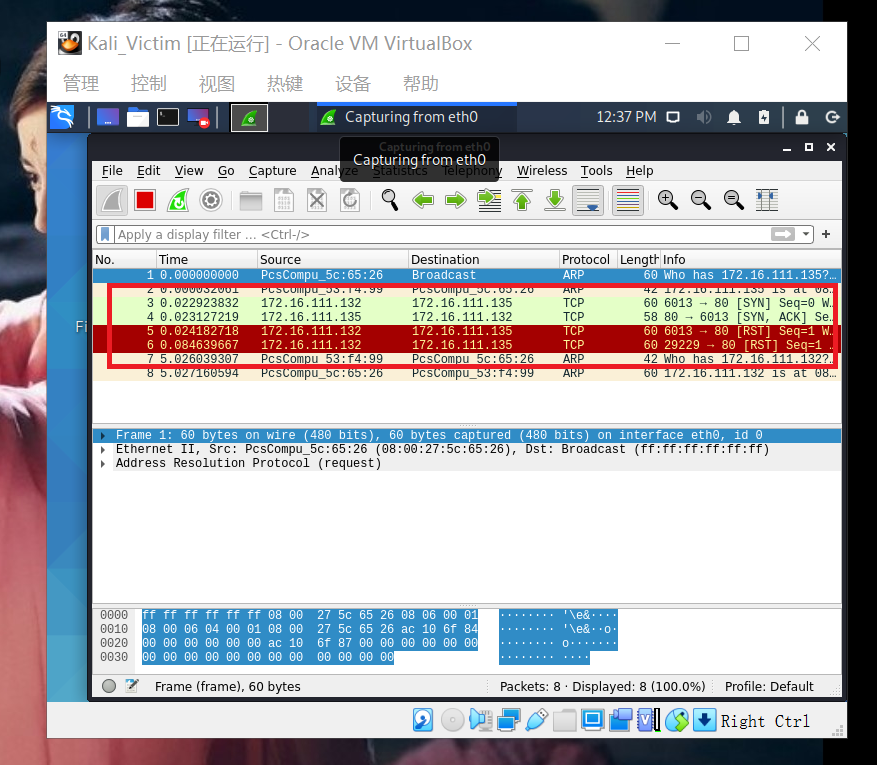 Kali_Victim [正在运行] - Oracle VM VirtualBox
管理 控制 视图 热键 设备 帮助
Capturing from eth0 12:37 PM
Capturing from eth0
Capturing from eth0
File Edit View Go Capture Analyze Statistics Telephony Wireless Tools Help
Apply a display filter … <Ctrl-/>
No. Time Source Destination Protocol Length Info
1 0.000000000 PcsCompu_5c:65:26 Broadcast ARP 60 Who has 172.16.111.135?…
2 0.000032061 PcsCompu_53:f4:99 PcsCompu_5c:65:26 ARP 42 172.16.111.135 is at 08…
3 0.022923832 172.16.111.132 172.16.111.135 TCP 60 6013 → 80 [SYN] Seq=0 W…
4 0.023127219 172.16.111.135 172.16.111.132 TCP 58 80 → 6013 [SYN, ACK] Se…
5 0.024182718 172.16.111.132 172.16.111.135 TCP 60 6013 → 80 [RST] Seq=1 W…
6 0.084639667 172.16.111.132 172.16.111.135 TCP 60 29229 → 80 [RST] Seq=1 …
7 5.026039307 PcsCompu_53:f4:99 PcsCompu_5c:65:26 ARP 42 Who has 172.16.111.132?…
8 5.027160594 PcsCompu_5c:65:26 PcsCompu_53:f4:99 ARP 60 172.16.111.132 is at 08…
Fi
Frame 1: 60 bytes on wire (480 bits), 60 bytes captured (480 bits) on interface eth0, id 0
Ethernet II, Src: PcsCompu_5c:65:26 (08:00:27:5c:65:26), Dst: Broadcast (ff:ff:ff:ff:ff:ff)
Address Resolution Protocol (request)
0000 ff ff ff ff ff ff 08 00 27 5c 65 26 08 06 00 01 ········ '\e&····
0010 08 00 06 04 00 01 08 00 27 5c 65 26 ac 10 6f 84 ········ '\e&··o·
0020 00 00 00 00 00 00 ac 10 6f 87 00 00 00 00 00 00 ········ o·······
0030 00 00 00 00 00 00 00 00 00 00 00 00 ········ ····
Frame (frame), 60 bytes Packets: 8 · Displayed: 8 (100.0%) Profile: Default
Right Ctrl